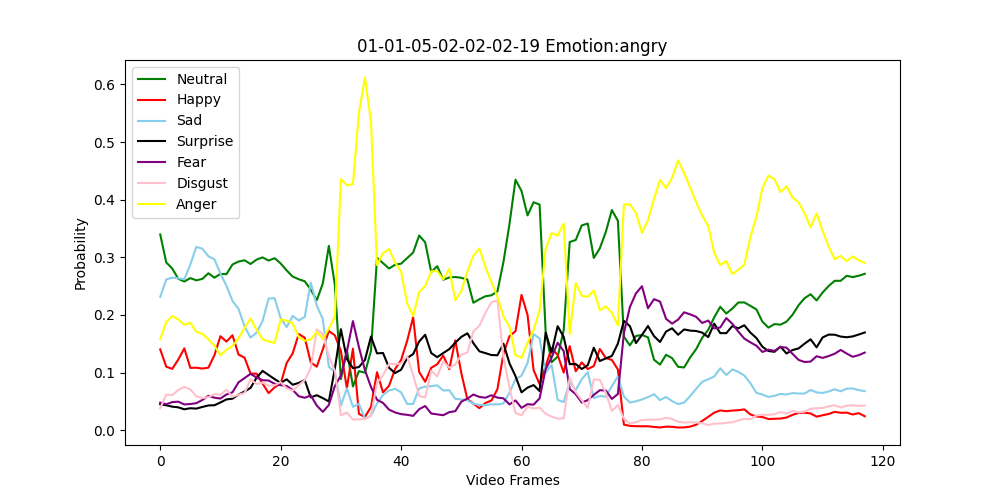 01-01-05-02-02-02-19 Emotion:angry
Probability
0.6
0.5
0.4
0.3
0.2
0.1
0.0
Neutral
Happy
Sad
Surprise
Fear
Disgust
Anger
0 20 40 60 80 100 120
Video Frames